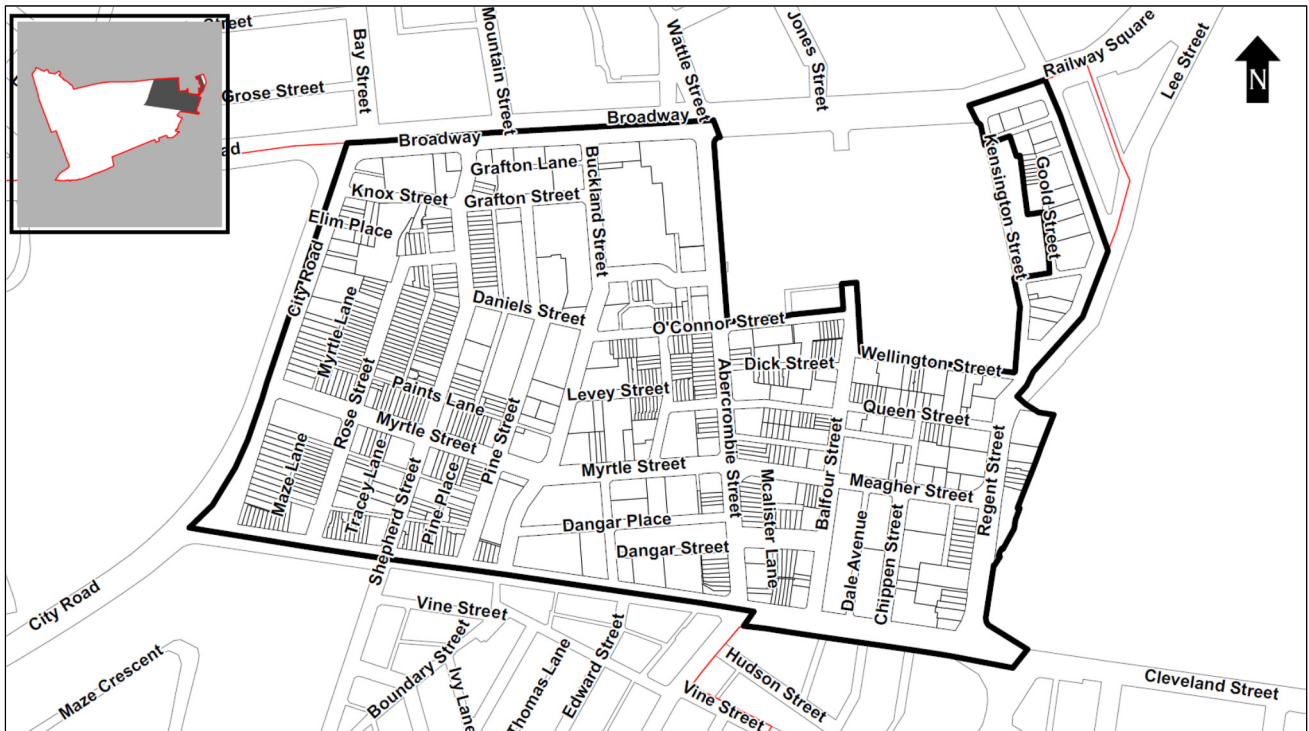 Street
Bay Street
Mountain Street
Wattle Street
Jones Street
Railway Square
Lee Street
N
Grose Street
Broadway
Broadway
ad
Grafton Lane
Knox Street
Grafton Street
Buckland Street
Kensington Street
Goold Street
Elim Place
City Road
Myrtle Lane
Daniels Street
O'Connor Street
Dick Street
Wellington Street
Rose Street
Paints Lane
Levey Street
Abercrombie Street
Queen Street
Myrtle Street
Pine Street
Balfour Street
Regent Street
Maze Lane
Tracey Lane
Shepherd Street
Pine Place
Myrtle Street
Mcalister Lane
Meagher Street
Dangar Place
Dangar Street
Dale Avenue
Chippen Street
City Road
Vine Street
Boundary Street
Ivy Lane
Thomas Lane
Edward Street
Hudson Street
Vine Street
Maze Crescent
Cleveland Street